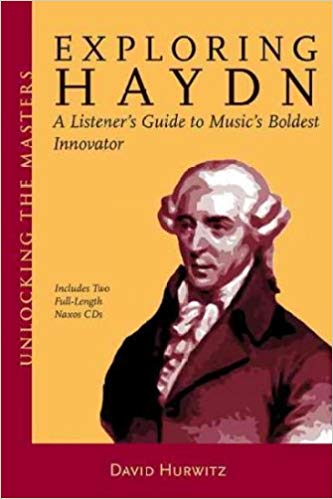 UNLOCKING THE MASTERS
EXPLORING
HAYDN
A Listener's Guide to Music's Boldest
Innovator
Includes Two
Full-Length
Naxos CDs
DAVID HURWITZ